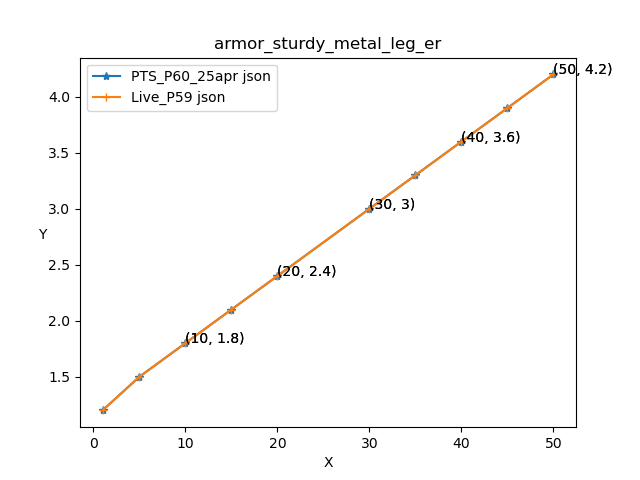 armor_sturdy_metal_leg_er
PTS_P60_25apr json
Live_P59 json
(50, 4.2)
(40, 3.6)
(30, 3)
(20, 2.4)
(10, 1.8)
Y
4.0
3.5
3.0
2.5
2.0
1.5
0 10 20 30 40 50
X